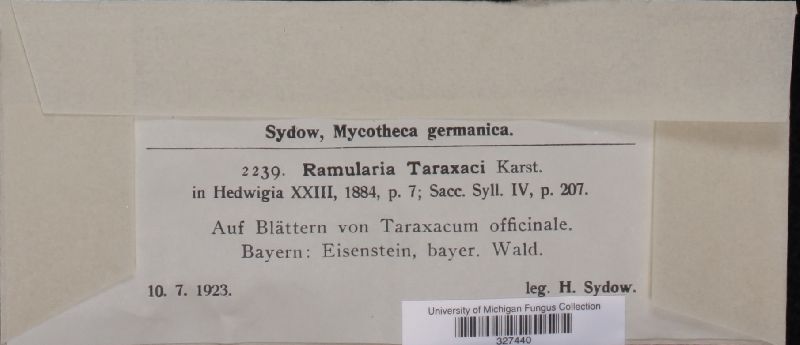 Sydow, Mycotheca germanica.
2239. Ramularia Taraxaci Karst.
in Hedwigia XXIII, 1884, p. 7; Sacc. Syll. IV, p. 207.
Auf Blättern von Taraxacum officinale.
Bayern: Eisenstein, bayer. Wald.
10. 7. 1923. leg. H. Sydow.
University of Michigan Fungus Collection
327440